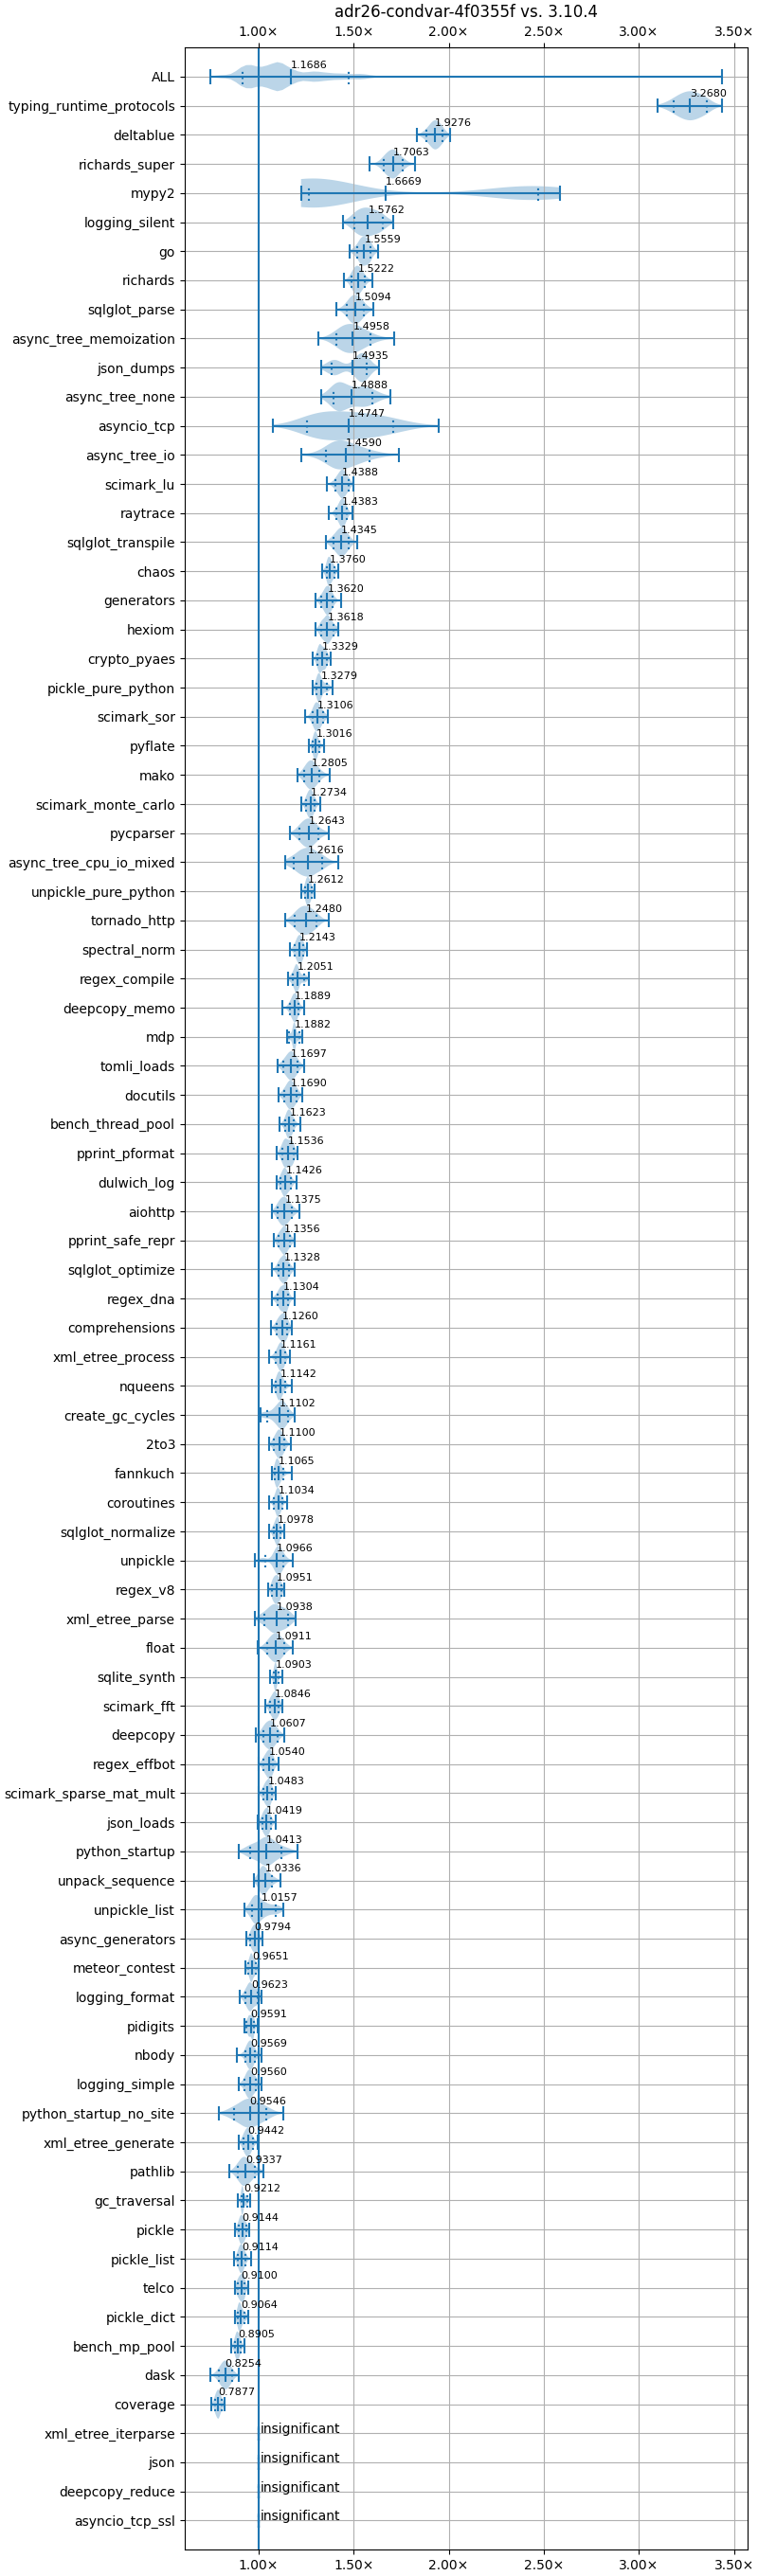 adr26-condvar-4f0355f vs. 3.10.4
1.00× 1.50× 2.00× 2.50× 3.00× 3.50×
ALL 1.1686
typing_runtime_protocols 3.2680
deltablue 1.9276
richards_super 1.7063
mypy2 1.6669
logging_silent 1.5762
go 1.5559
richards 1.5222
sqlglot_parse 1.5094
async_tree_memoization 1.4958
json_dumps 1.4935
async_tree_none 1.4888
asyncio_tcp 1.4747
async_tree_io 1.4590
scimark_lu 1.4388
raytrace 1.4383
sqlglot_transpile 1.4345
chaos 1.3760
generators 1.3620
hexiom 1.3618
crypto_pyaes 1.3329
pickle_pure_python 1.3279
scimark_sor 1.3106
pyflate 1.3016
mako 1.2805
scimark_monte_carlo 1.2734
pycparser 1.2643
async_tree_cpu_io_mixed 1.2616
unpickle_pure_python 1.2612
tornado_http 1.2480
spectral_norm 1.2143
regex_compile 1.2051
deepcopy_memo 1.1889
mdp 1.1882
tomli_loads 1.1697
docutils 1.1690
bench_thread_pool 1.1623
pprint_pformat 1.1536
dulwich_log 1.1426
aiohttp 1.1375
pprint_safe_repr 1.1356
sqlglot_optimize 1.1328
regex_dna 1.1304
comprehensions 1.1260
xml_etree_process 1.1161
nqueens 1.1142
create_gc_cycles 1.1102
2to3 1.1100
fannkuch 1.1065
coroutines 1.1034
sqlglot_normalize 1.0978
unpickle 1.0966
regex_v8 1.0951
xml_etree_parse 1.0938
float 1.0911
sqlite_synth 1.0903
scimark_fft 1.0846
deepcopy 1.0607
regex_effbot 1.0540
scimark_sparse_mat_mult 1.0483
json_loads 1.0419
python_startup 1.0413
unpack_sequence 1.0336
unpickle_list 1.0157
async_generators 0.9794
meteor_contest 0.9651
logging_format 0.9623
pidigits 0.9591
nbody 0.9569
logging_simple 0.9560
python_startup_no_site 0.9546
xml_etree_generate 0.9442
pathlib 0.9337
gc_traversal 0.9212
pickle 0.9144
pickle_list 0.9114
telco 0.9100
pickle_dict 0.9064
bench_mp_pool 0.8905
dask 0.8254
coverage 0.7877
xml_etree_iterparse insignificant
json insignificant
deepcopy_reduce insignificant
asyncio_tcp_ssl insignificant
1.00× 1.50× 2.00× 2.50× 3.00× 3.50×